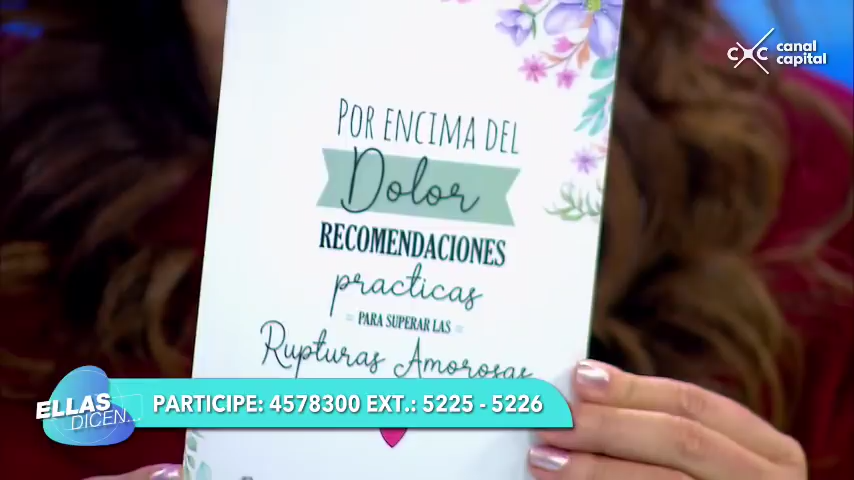 canal
capital
POR ENCIMA DEL
Dolor
RECOMENDACIONES
practicas
PARA SUPERAR LAS
Rupturas Amorosas
ELLAS
DICEN...
PARTICIPE: 4578300 EXT.: 5225 - 5226